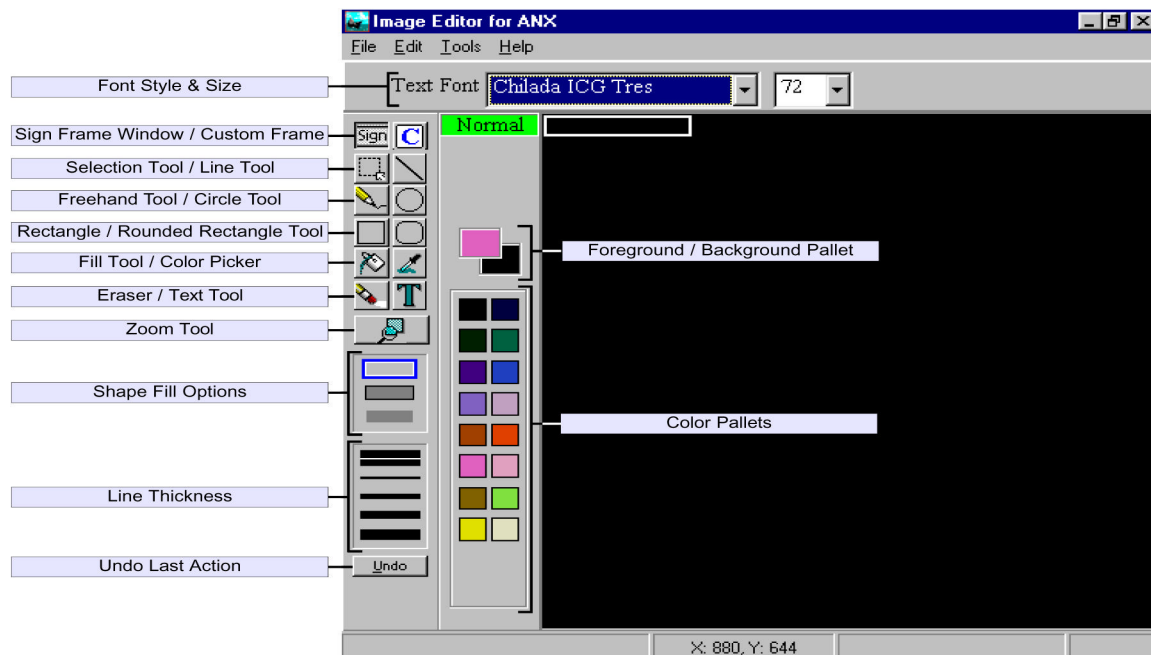 Image Editor for ANX
File Edit Tools Help
Font Style & Size
Text Font Chilada ICG Tres 72
Sign Frame Window / Custom Frame
Sign C
Normal
Selection Tool / Line Tool
Freehand Tool / Circle Tool
Rectangle / Rounded Rectangle Tool
Foreground / Background Pallet
Fill Tool / Color Picker
Eraser / Text Tool
T
Zoom Tool
Shape Fill Options
Color Pallets
Line Thickness
Undo Last Action
Undo
X: 880, Y: 644